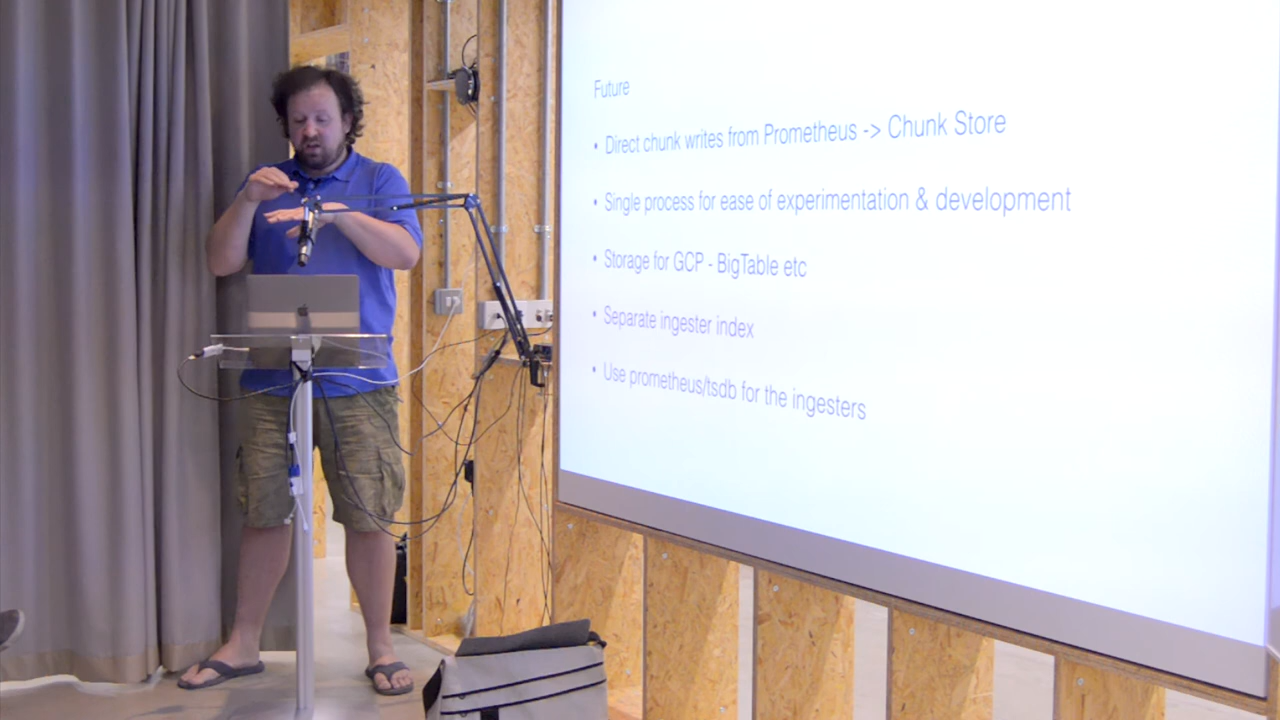 Future
• Direct chunk writes from Prometheus -> Chunk Store
• Single process for ease of experimentation & development
• Storage for GCP - BigTable etc
• Separate ingester index
• Use prometheus/tsdb for the ingesters